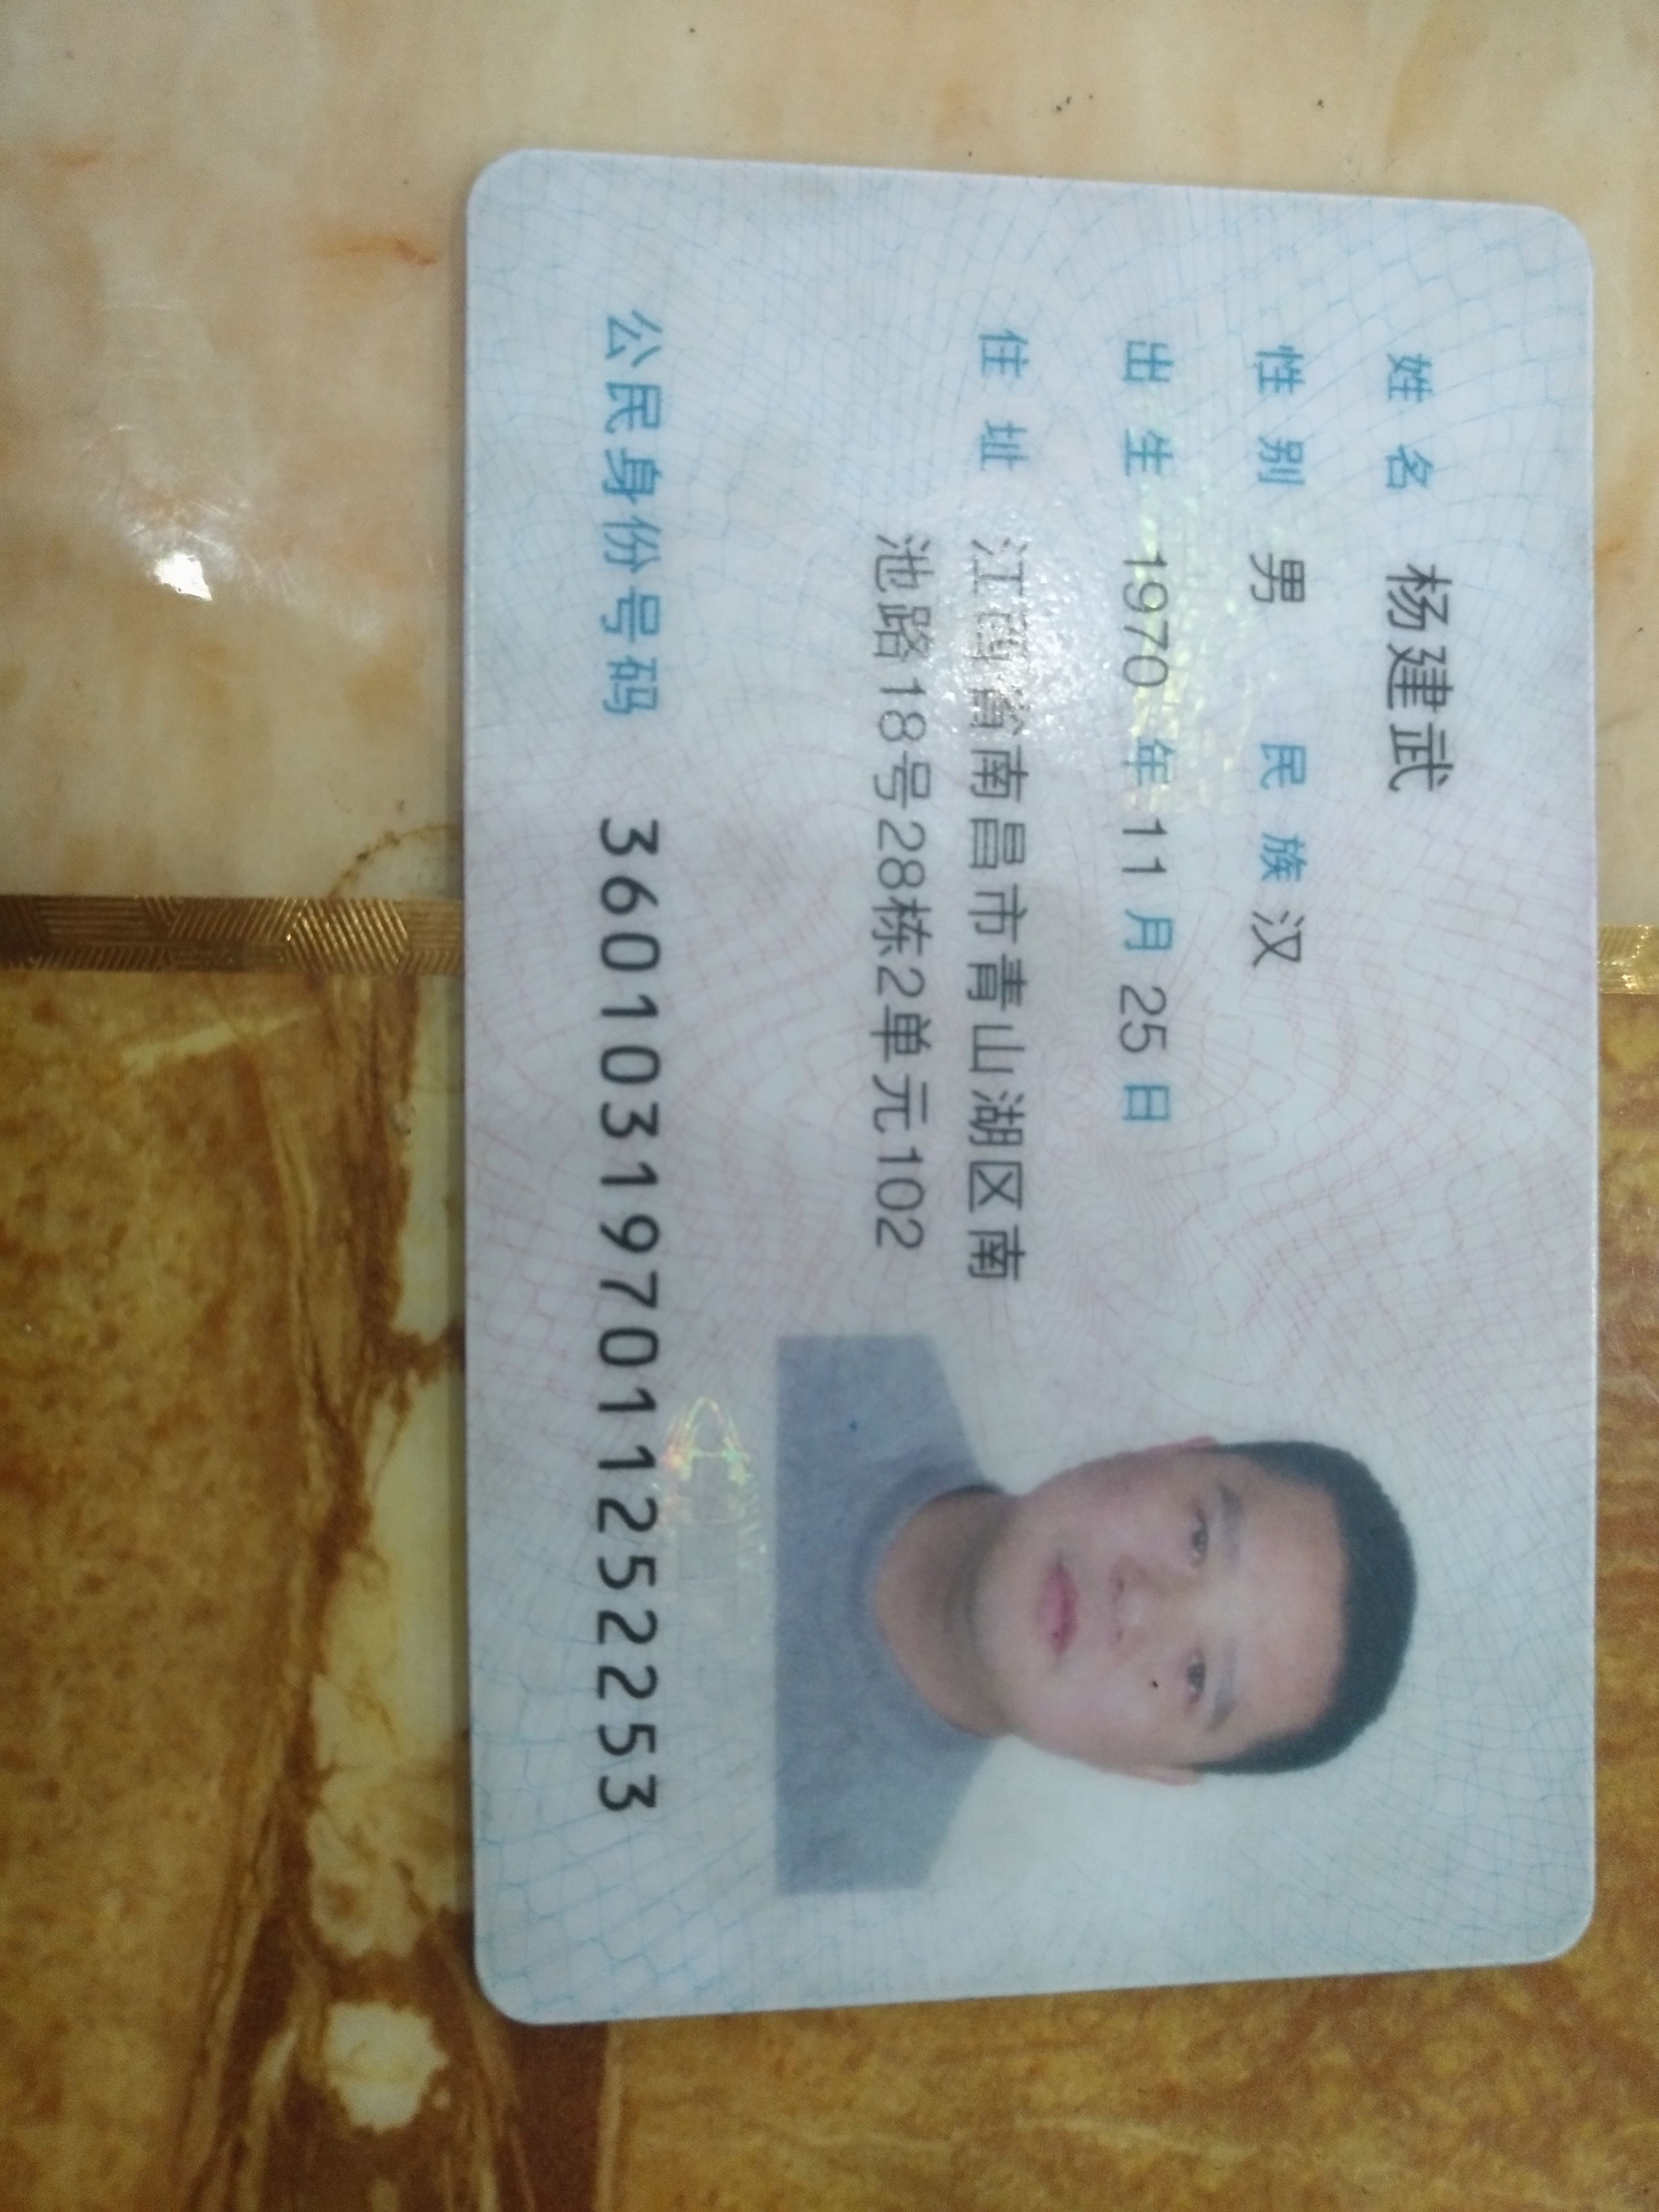 姓名 杨建武
性别 男 民族 汉
出生 1970 年 11 月 25 日
住址 江西省南昌市青山湖区南
池路18号28栋2单元102
公民身份号码 360103197011252253